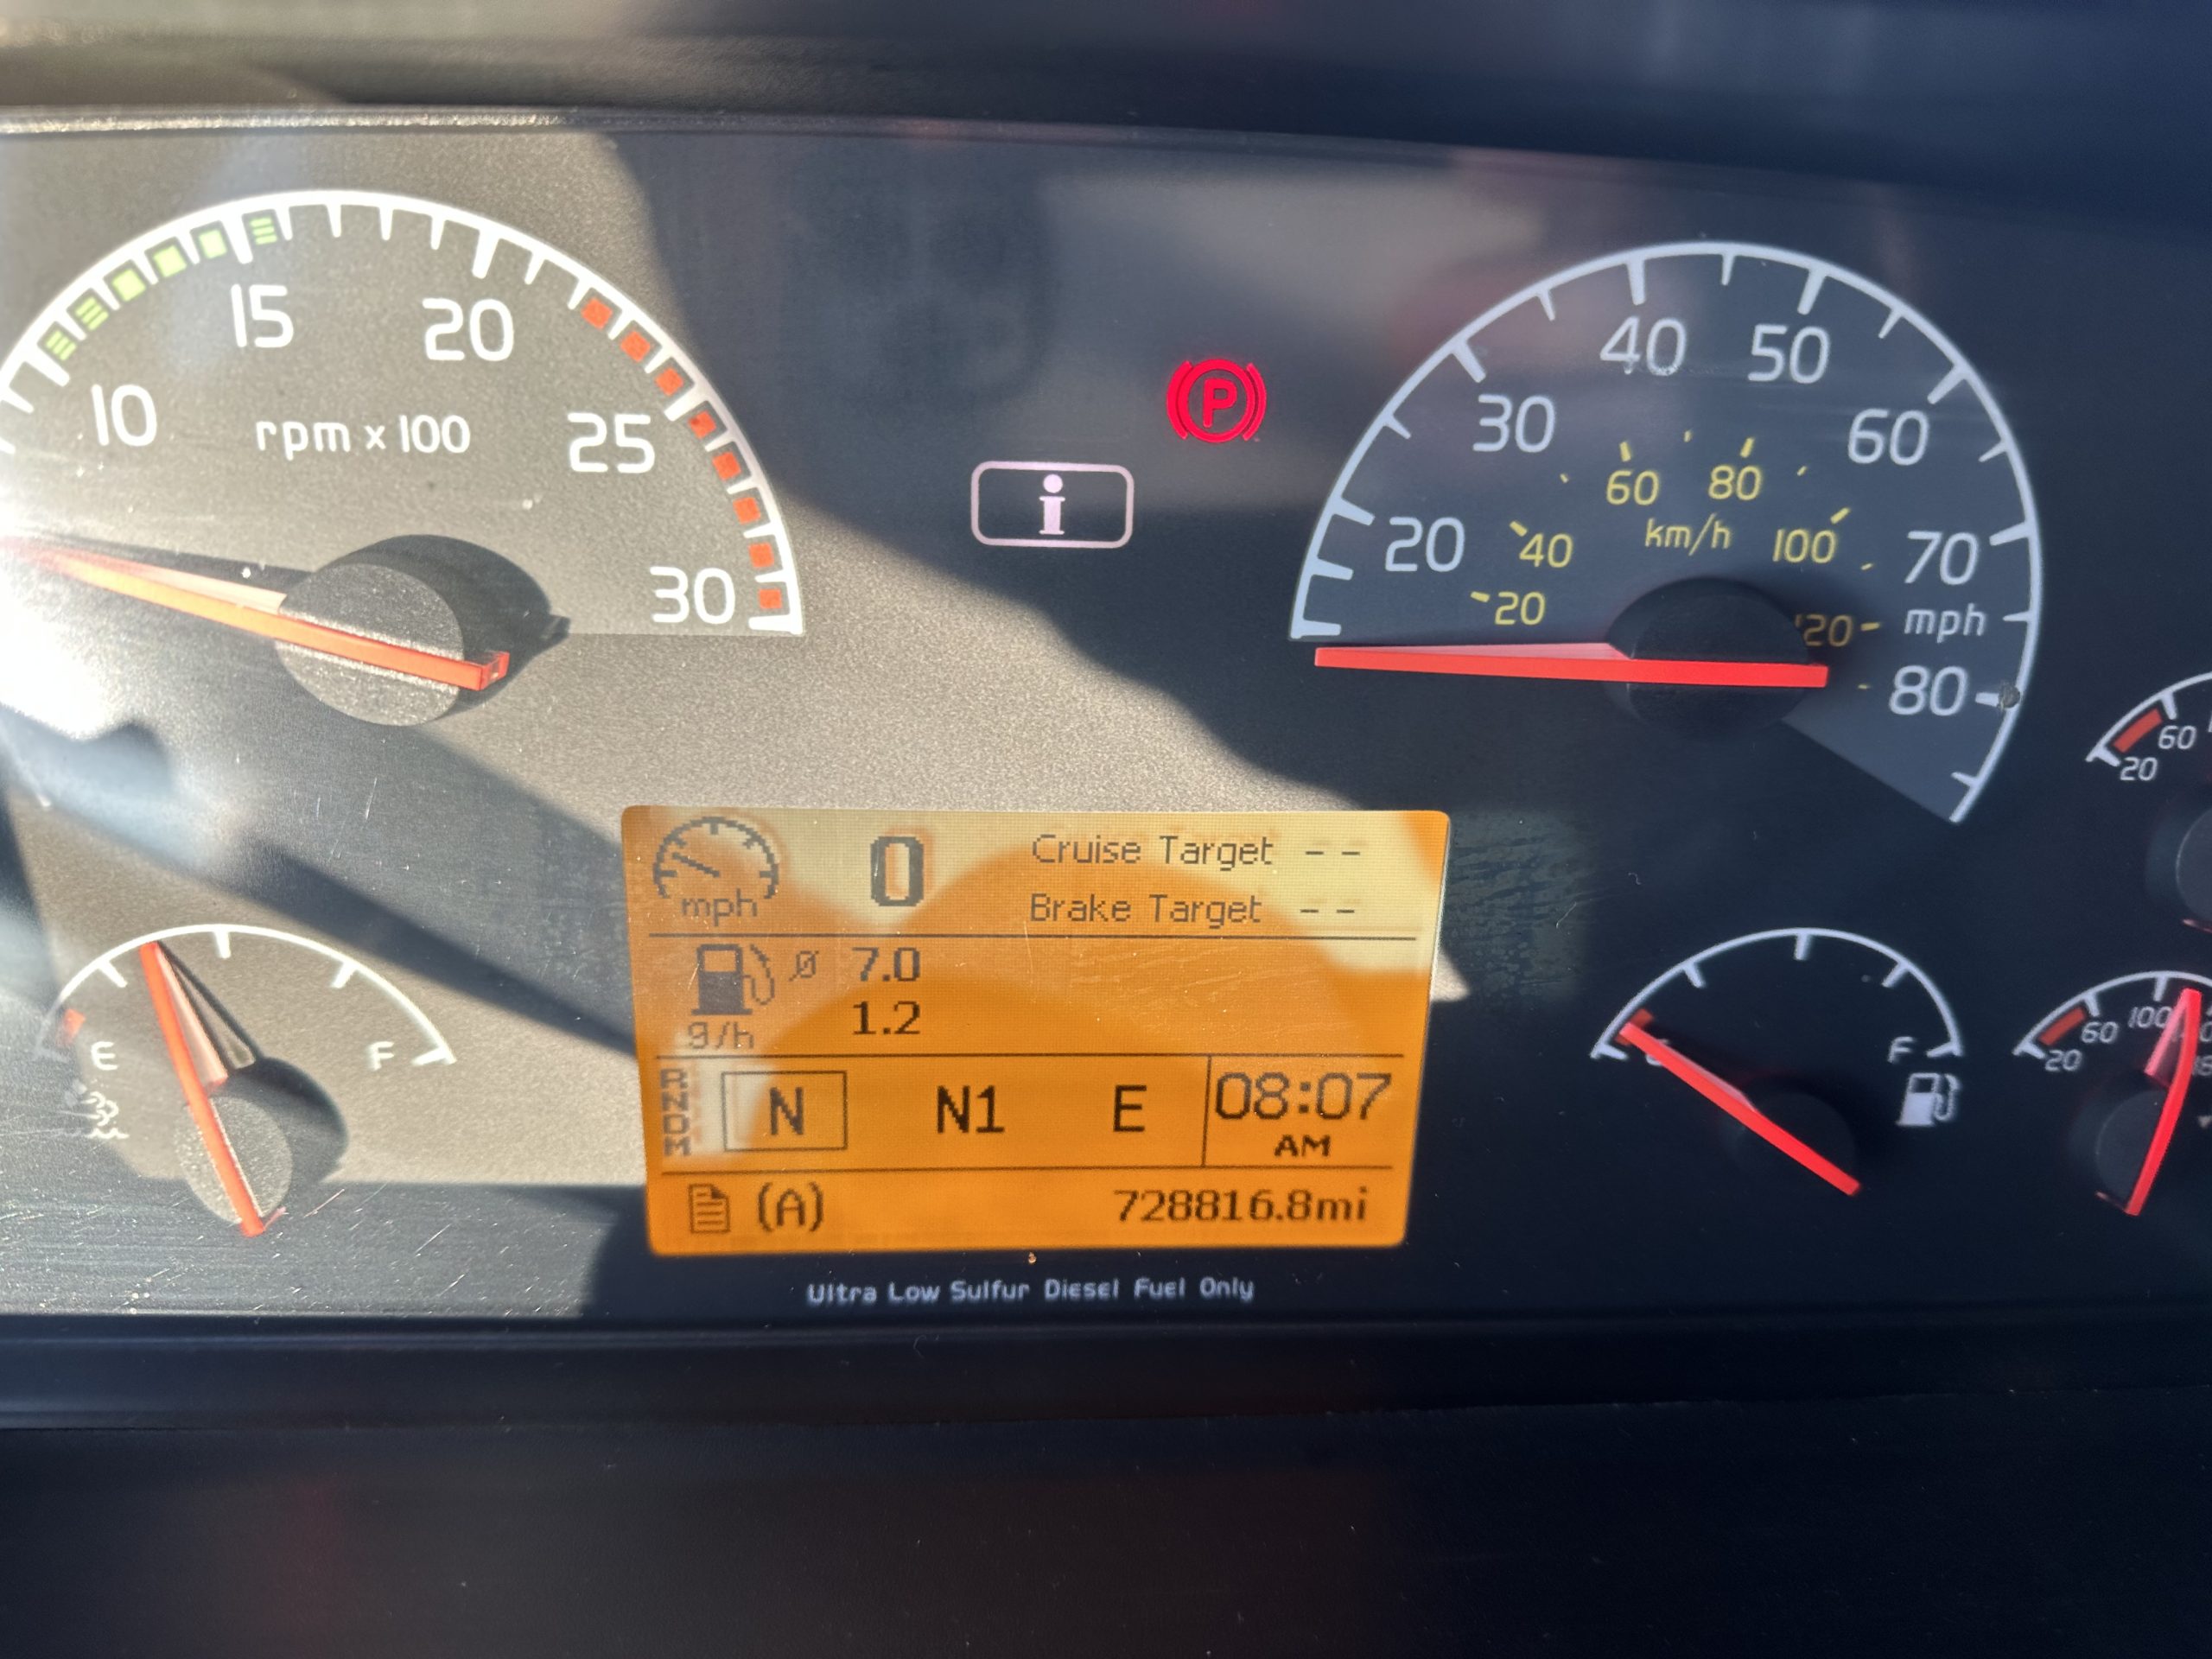 10
15
20
25
30
rpm x 100
P
i
20
30
40
50
60
70
80
mph
20
40
60
80
100
120
km/h
60
20
mph
0
Cruise Target --
Brake Target --
g/h
ø 7.0
1.2
RNDM
N N1 E
08:07
AM
(A) 728816.8mi
E F
F
20
60
100
Ultra Low Sulfur Diesel Fuel Only